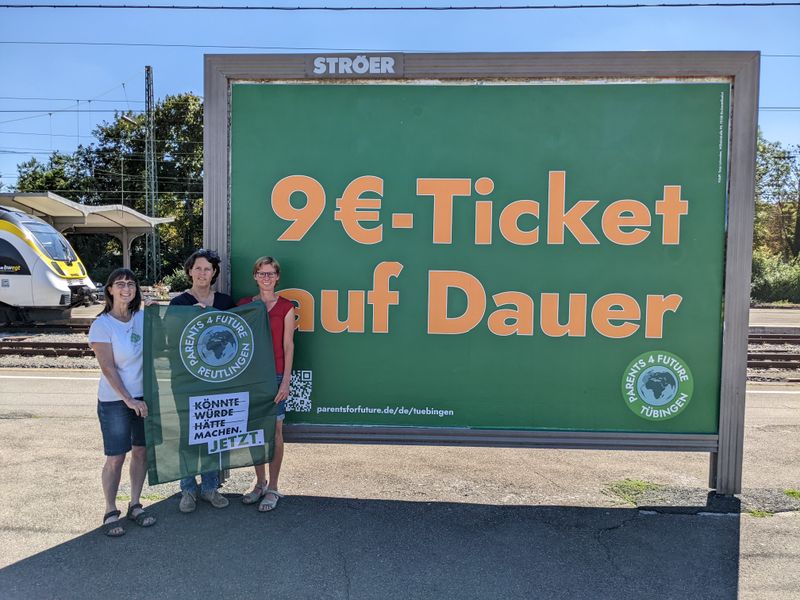 STRÖER
9€-Ticket
auf Dauer
PARENTS 4 FUTURE
REUTLINGEN
KÖNNTE
WÜRDE
HÄTTE
MACHEN.
JETZT.
parentsforfuture.de/de/tuebingen
PARENTS 4 FUTURE
TÜBINGEN
bwegt